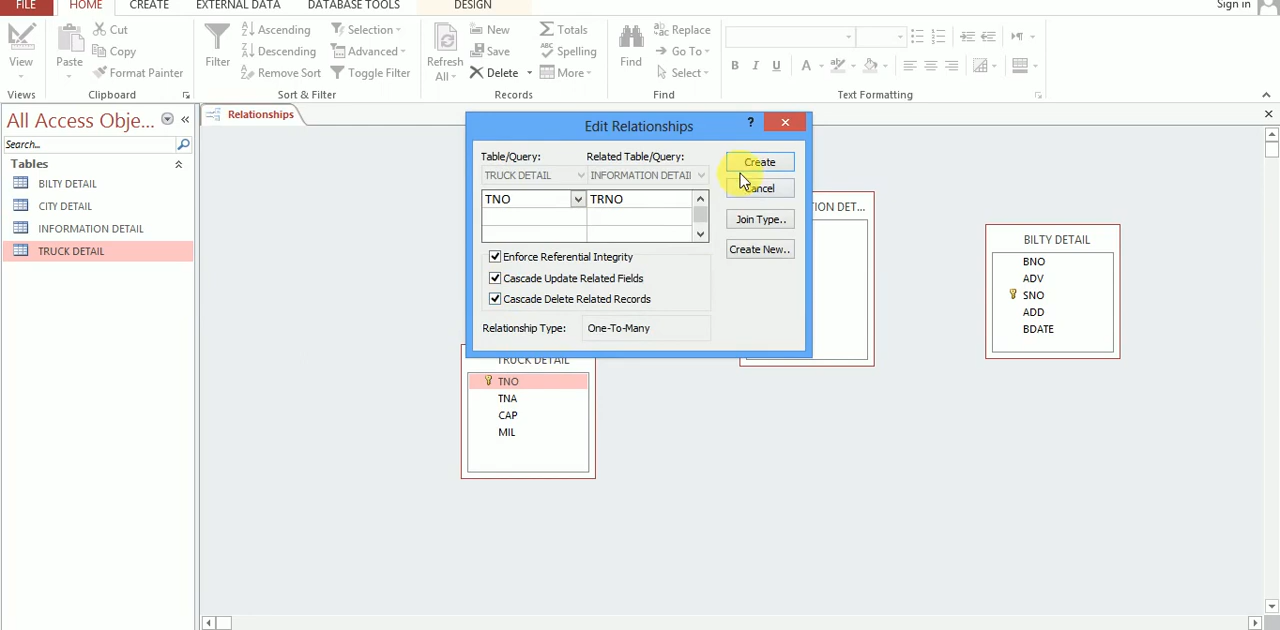 FILE HOME CREATE EXTERNAL DATA DATABASE TOOLS DESIGN Sign in
View
Views
Paste
Cut
Copy
Format Painter
Clipboard
Filter
Ascending
Descending
Remove Sort
Selection
Advanced
Toggle Filter
Sort & Filter
Refresh
All
New
Save
Delete
Totals
Spelling
More
Records
Find
Replace
Go To
Select
Find
B I U A
Text Formatting
All Access Obje...
Search...
Tables
BILTY DETAIL
CITY DETAIL
INFORMATION DETAIL
TRUCK DETAIL
Relationships
Edit Relationships
?
Table/Query: Related Table/Query:
TRUCK DETAIL INFORMATION DETAI
TNO TRNO
Enforce Referential Integrity
Cascade Update Related Fields
Cascade Delete Related Records
Relationship Type: One-To-Many
Create
Cancel
Join Type..
Create New..
TRUCK DETAIL
TNO
TNA
CAP
MIL
ION DET...
BILTY DETAIL
BNO
ADV
SNO
ADD
BDATE